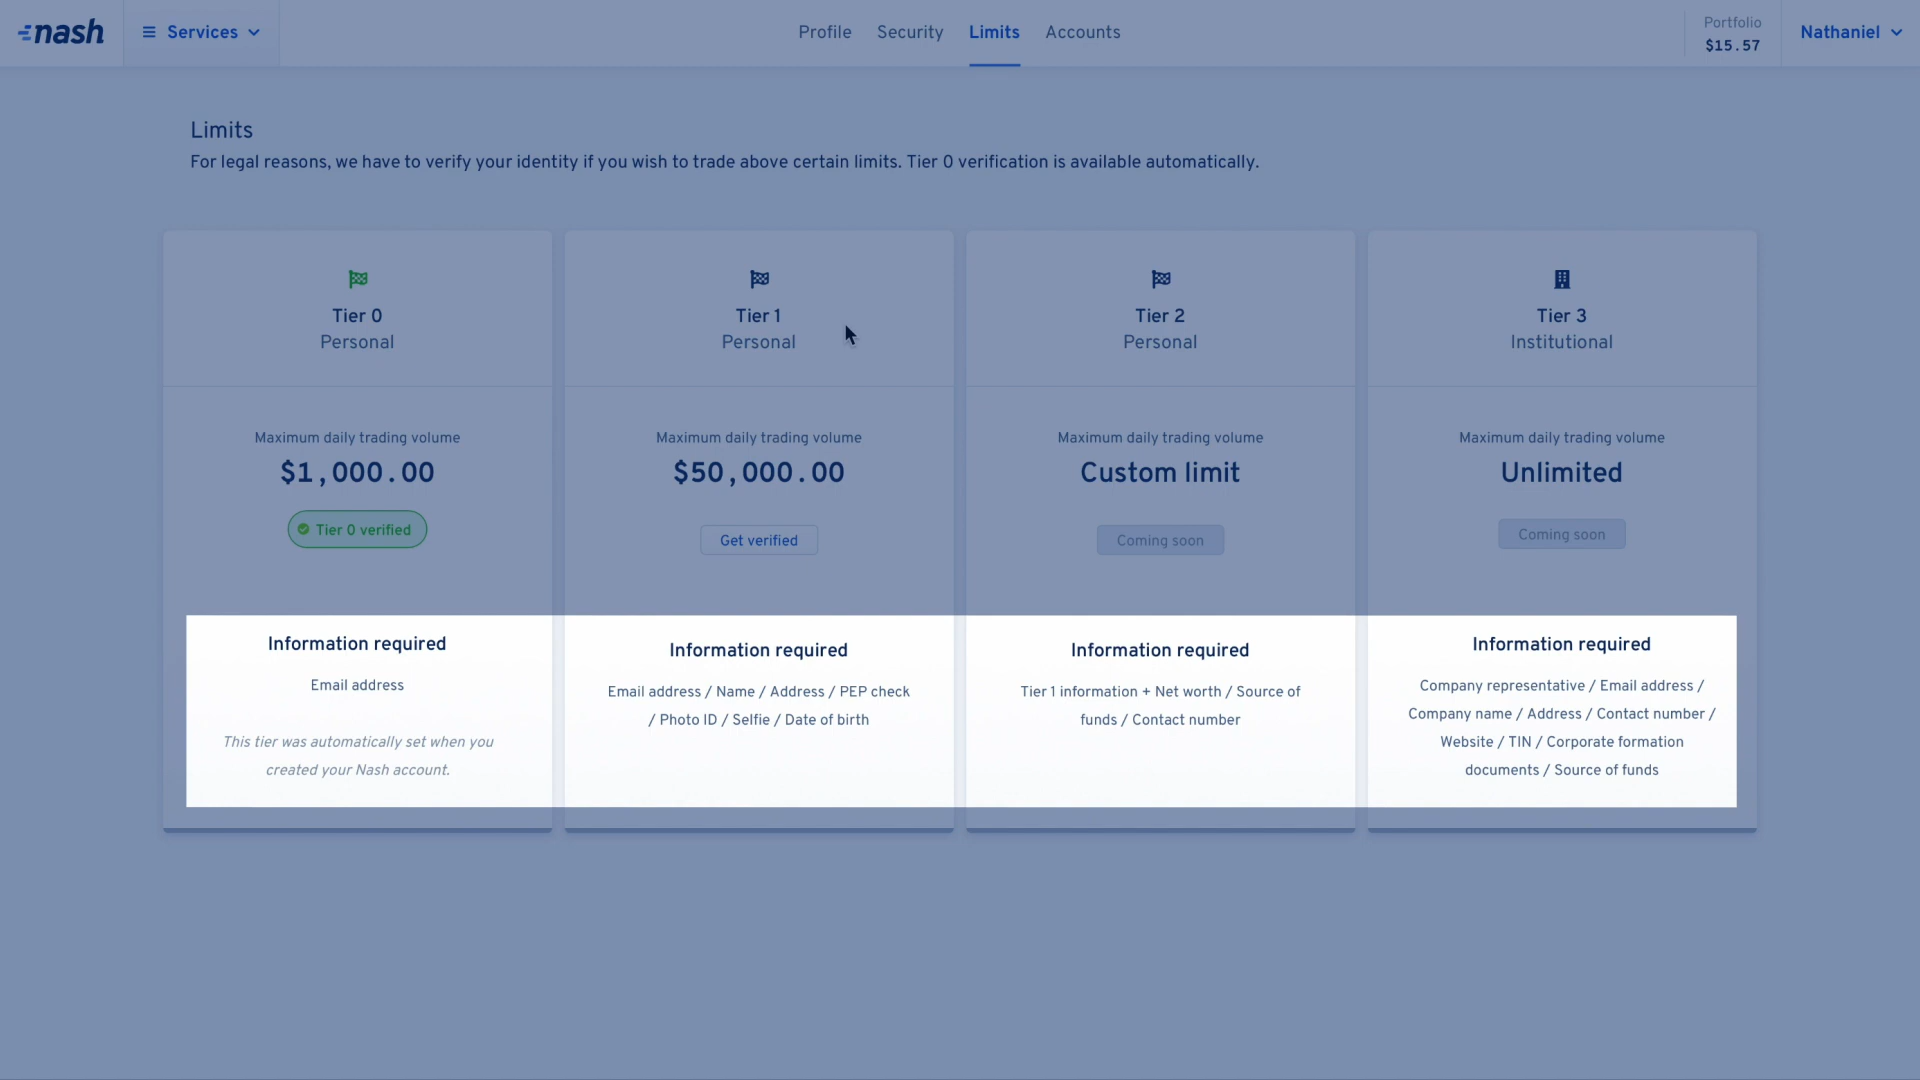 nash
Services
Profile
Security
Limits
Accounts
Portfolio
$15.57
Nathaniel
Limits
For legal reasons, we have to verify your identity if you wish to trade above certain limits. Tier 0 verification is available automatically.
Tier 0
Personal
Maximum daily trading volume
$1,000.00
Tier 0 verified
Information required
Email address
This tier was automatically set when you
created your Nash account.
Tier 1
Personal
Maximum daily trading volume
$50,000.00
Get verified
Information required
Email address / Name / Address / PEP check
/ Photo ID / Selfie / Date of birth
Tier 2
Personal
Maximum daily trading volume
Custom limit
Coming soon
Information required
Tier 1 information + Net worth / Source of
funds / Contact number
Tier 3
Institutional
Maximum daily trading volume
Unlimited
Coming soon
Information required
Company representative / Email address /
Company name / Address / Contact number /
Website / TIN / Corporate formation
documents / Source of funds